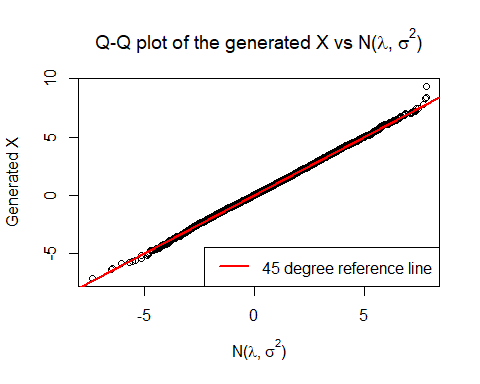 Q-Q plot of the generated X vs N(λ, σ²)
10
5
0
-5
Generated X
45 degree reference line
-5 0 5
N(λ, σ²)